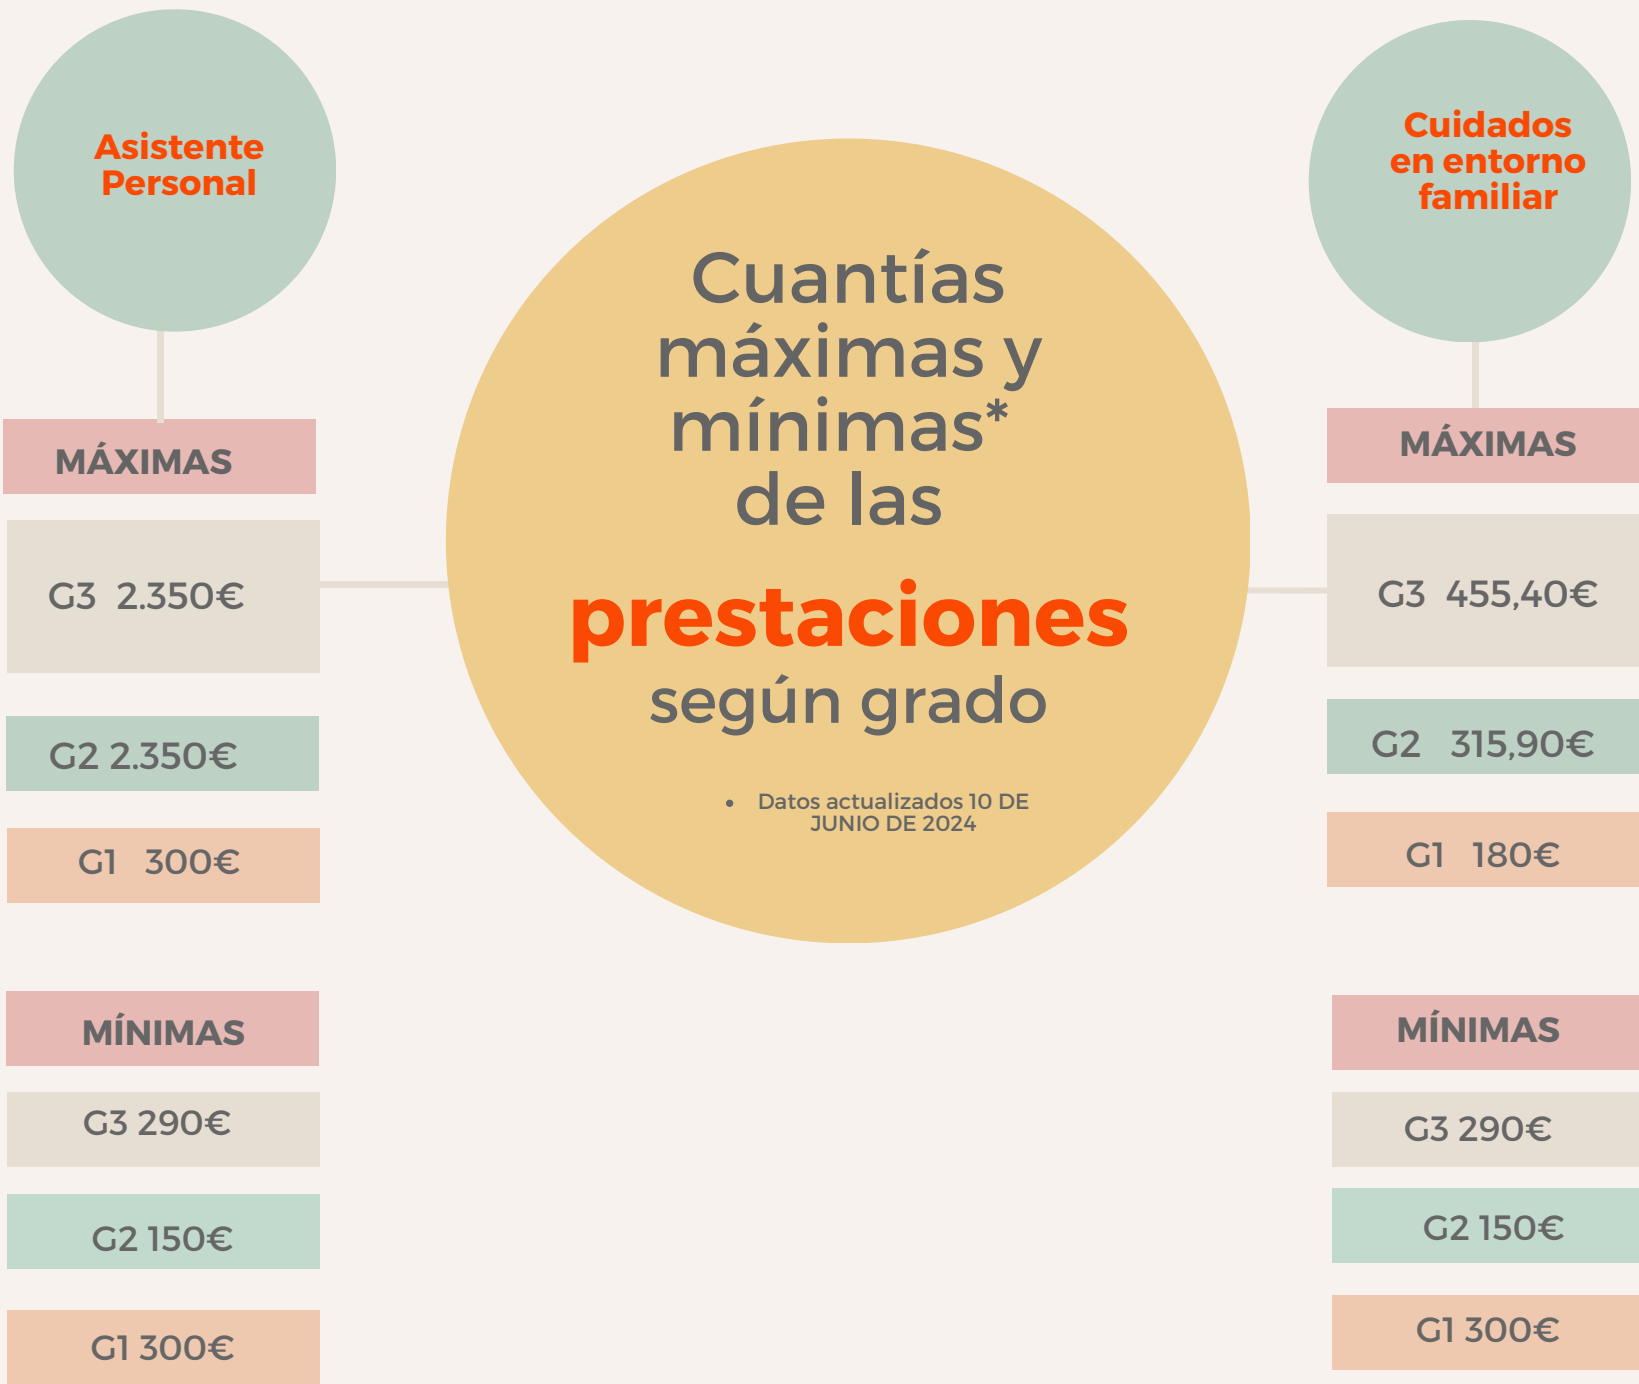 Asistente
Personal
MÁXIMAS
G3 2.350€
G2 2.350€
G1 300€
MÍNIMAS
G3 290€
G2 150€
G1 300€
Cuantías
máximas y
mínimas*
de las
prestaciones
según grado
• Datos actualizados 10 DE
JUNIO DE 2024
Cuidados
en entorno
familiar
MÁXIMAS
G3 455,40€
G2 315,90€
G1 180€
MÍNIMAS
G3 290€
G2 150€
G1 300€